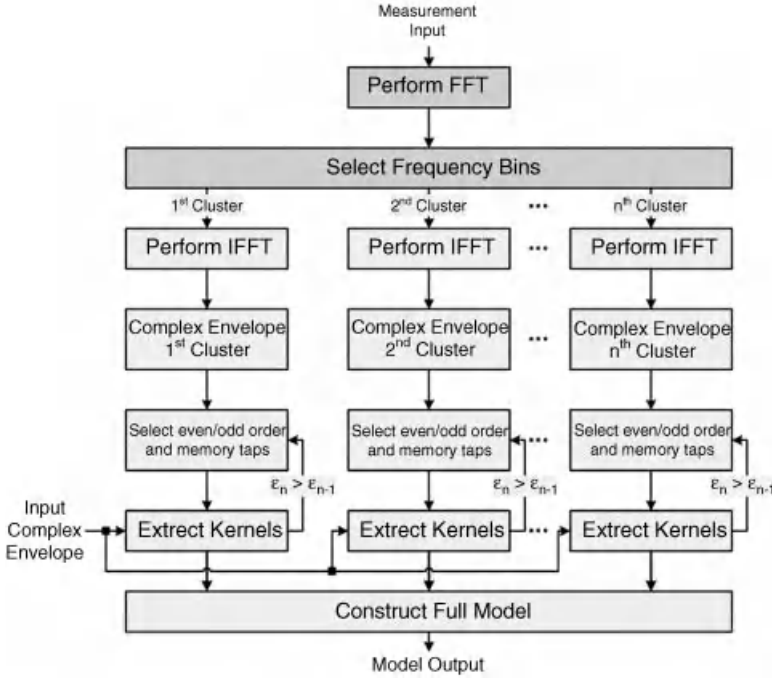 Measurement
Input
Perform FFT
Select Frequency Bins
1st Cluster
2nd Cluster
...
nth Cluster
Perform IFFT
Perform IFFT
...
Perform IFFT
Complex Envelope
1st Cluster
Complex Envelope
2nd Cluster
...
Complex Envelope
nth Cluster
Select even/odd order
and memory taps
Select even/odd order
and memory taps
...
Select even/odd order
and memory taps
εn > εn-1
εn > εn-1
εn > εn-1
Input
Complex
Envelope
Extrect Kernels
Extrect Kernels
...
Extrect Kernels
Construct Full Model
Model Output